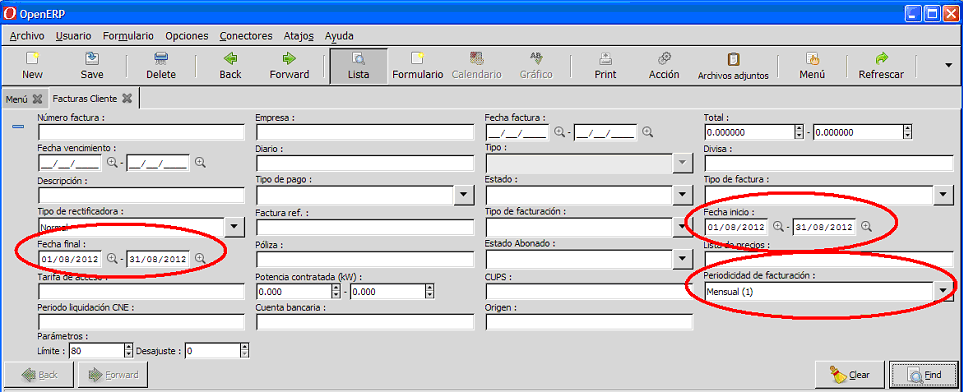 OpenERP
Archivo Usuario Formulario Opciones Conectores Atajos Ayuda
New Save Delete Back Forward Lista Formulario Calendario Gráfico Print Acción Archivos adjuntos Menú Refrescar
Menú Facturas Cliente
Número factura : Empresa : Fecha factura : Total :
__/__/____ - __/__/____ 0.000000 - 0.000000
Fecha vencimiento : Diario : Tipo : Divisa :
__/__/____ - __/__/____
Descripción : Tipo de pago : Estado : Tipo de factura :
Tipo de rectificadora : Factura ref. : Tipo de facturación : Fecha inicio :
Normal 01/08/2012 - 31/08/2012
Fecha final : Póliza : Estado Abonado : Lista de precios :
01/08/2012 - 31/08/2012
Tarifa de acceso : Potencia contratada (kW) : CUPS : Periodicidad de facturación :
0.000 - 0.000 Mensual (1)
Periodo liquidación CNE : Cuenta bancaria : Origen :
Parámetros :
Límite : 80 Desajuste : 0
Back Forward Clear Find